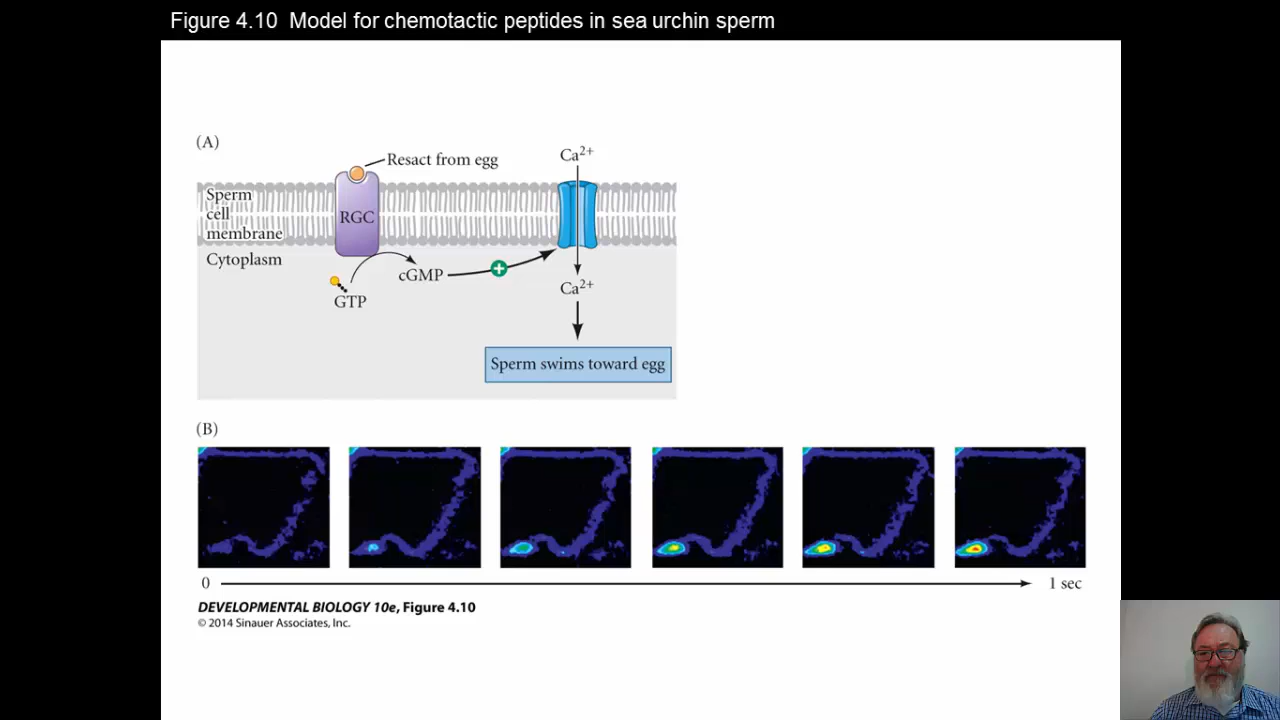 Figure 4.10 Model for chemotactic peptides in sea urchin sperm
(A)
Resact from egg
Ca2+
Sperm
cell
membrane
RGC
Cytoplasm
cGMP
+
GTP
Ca2+
Sperm swims toward egg
(B)
0
1 sec
DEVELOPMENTAL BIOLOGY 10e, Figure 4.10
© 2014 Sinauer Associates, Inc.